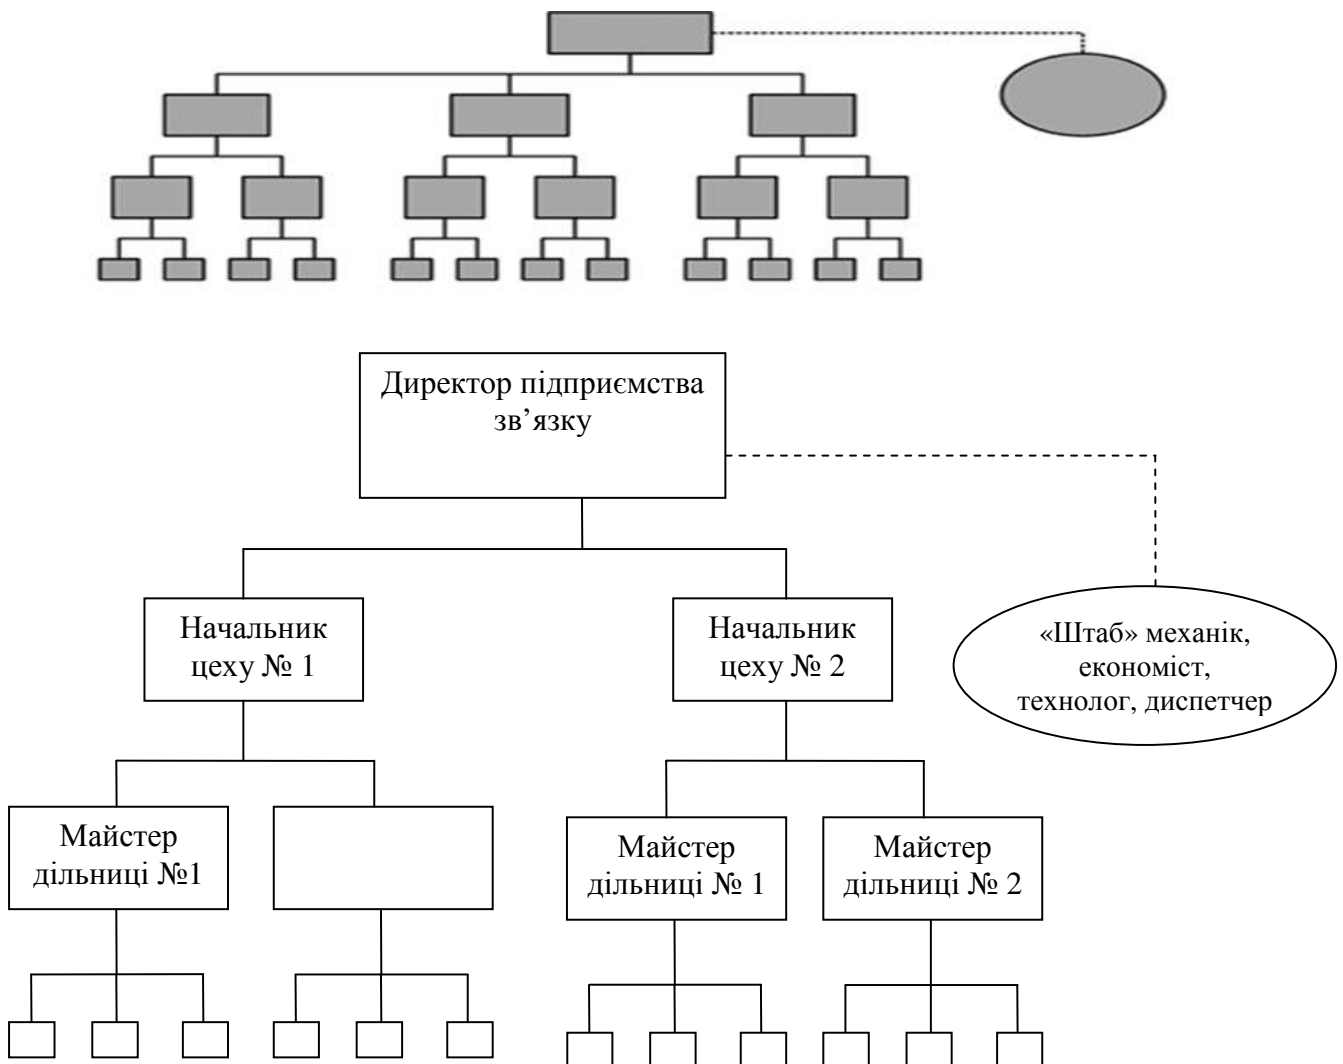 Директор підприємства
зв’язку
Начальник
цеху № 1
Начальник
цеху № 2
«Штаб» механік,
економіст,
технолог, диспетчер
Майстер
дільниці №1
Майстер
дільниці № 1
Майстер
дільниці № 2